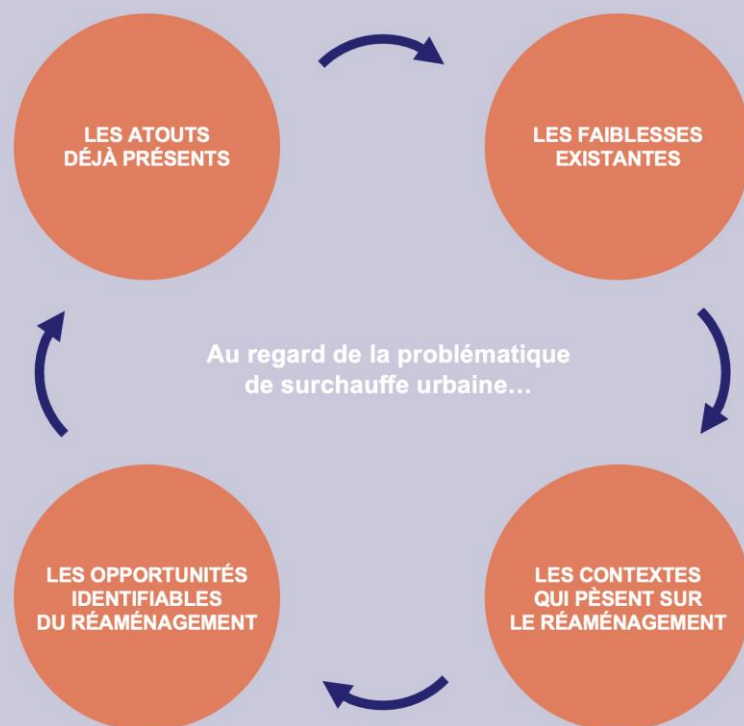 LES ATOUTS
DÉJÀ PRÉSENTS
LES FAIBLESSES
EXISTANTES
Au regard de la problématique
de surchauffe urbaine…
LES OPPORTUNITÉS
IDENTIFIABLES
DU RÉAMÉNAGEMENT
LES CONTEXTES
QUI PÈSENT SUR
LE RÉAMÉNAGEMENT